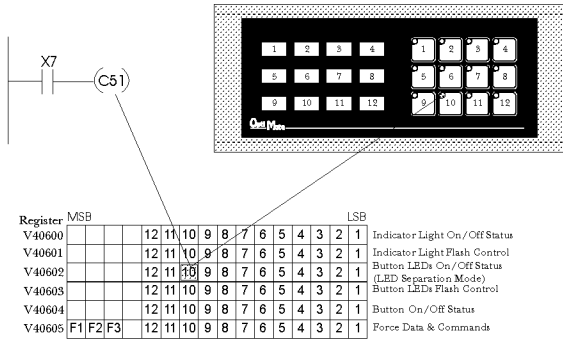 X7
C51
1 2 3 4
5 6 7 8
9 10 11 12
1 2 3 4
5 6 7 8
9 10 11 12
Opti Mate
Register MSB LSB
V40600 12 11 10 9 8 7 6 5 4 3 2 1 Indicator Light On/Off Status
V40601 12 11 10 9 8 7 6 5 4 3 2 1 Indicator Light Flash Control
V40602 12 11 10 9 8 7 6 5 4 3 2 1 Button LEDs On/Off Status
(LED Separation Mode)
V40603 12 11 10 9 8 7 6 5 4 3 2 1 Button LEDs Flash Control
V40604 12 11 10 9 8 7 6 5 4 3 2 1 Button On/Off Status
V40605 F1 F2 F3 12 11 10 9 8 7 6 5 4 3 2 1 Force Data & Commands